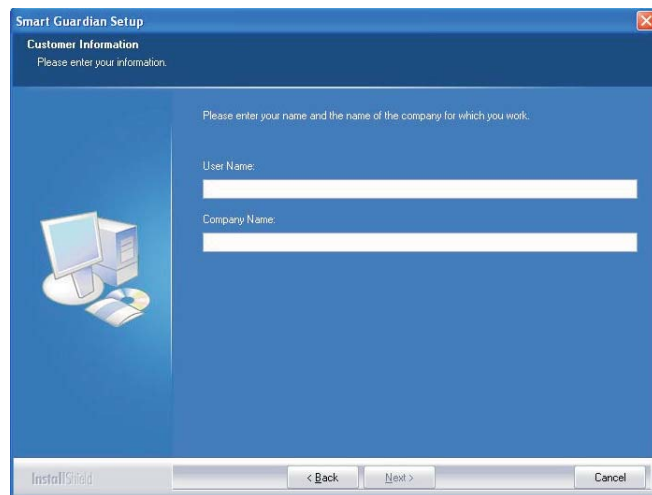 Smart Guardian Setup
Customer Information
Please enter your information.
Please enter your name and the name of the company for which you work.
User Name:
Company Name:
InstallShield
< Back
Next >
Cancel